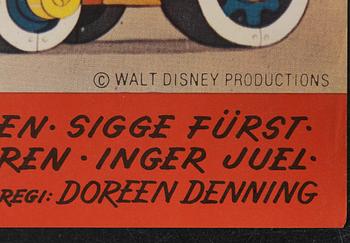 © WALT DISNEY PRODUCTIONS
EN · SIGGE FÜRST ·
REN · INGER JUEL ·
REGI: DOREEN DENNING